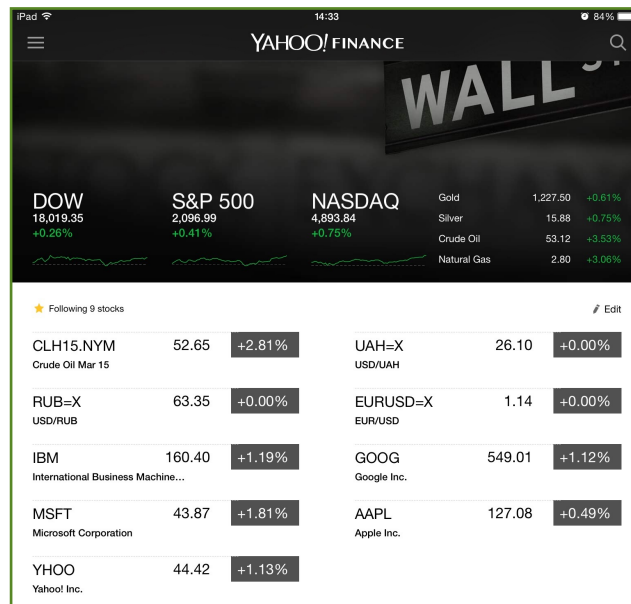 iPad 14:33 84%
YAHOO! FINANCE
WALL ST
DOW
18,019.35
+0.26%
S&P 500
2,096.99
+0.41%
NASDAQ
4,893.84
+0.75%
Gold 1,227.50 +0.61%
Silver 15.88 +0.75%
Crude Oil 53.12 +3.53%
Natural Gas 2.80 +3.06%
Following 9 stocks
Edit
CLH15.NYM 52.65 +2.81%
Crude Oil Mar 15
UAH=X 26.10 +0.00%
USD/UAH
RUB=X 63.35 +0.00%
USD/RUB
EURUSD=X 1.14 +0.00%
EUR/USD
IBM 160.40 +1.19%
International Business Machine...
GOOG 549.01 +1.12%
Google Inc.
MSFT 43.87 +1.81%
Microsoft Corporation
AAPL 127.08 +0.49%
Apple Inc.
YHOO 44.42 +1.13%
Yahoo! Inc.